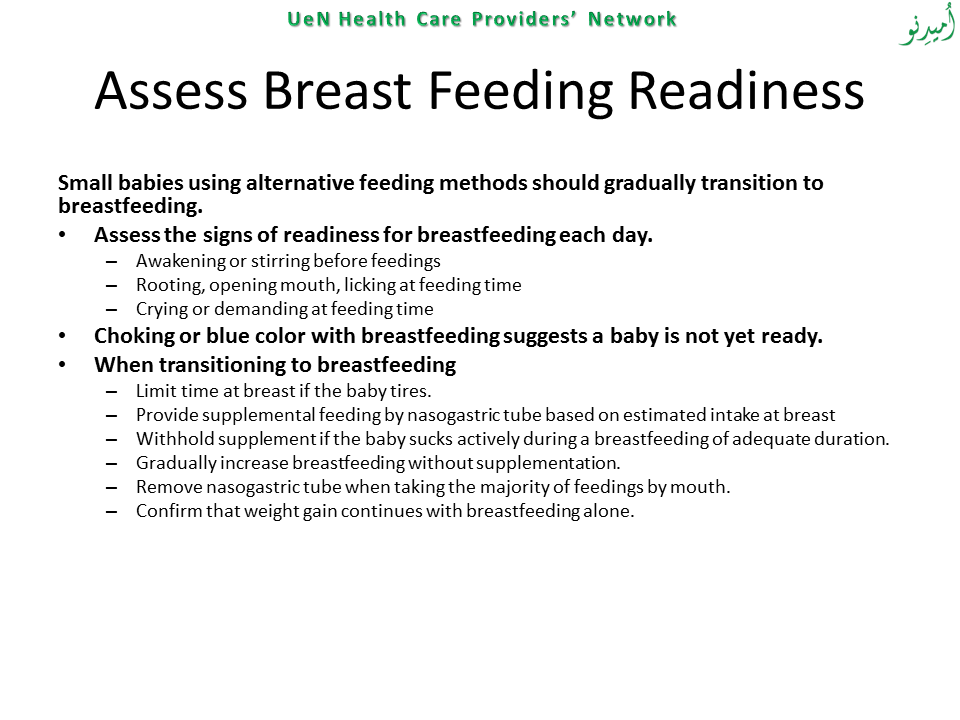 UeN Health Care Providers’ Network
اُمیدِنو
Assess Breast Feeding Readiness
Small babies using alternative feeding methods should gradually transition to
breastfeeding.
• Assess the signs of readiness for breastfeeding each day.
– Awakening or stirring before feedings
– Rooting, opening mouth, licking at feeding time
– Crying or demanding at feeding time
• Choking or blue color with breastfeeding suggests a baby is not yet ready.
• When transitioning to breastfeeding
– Limit time at breast if the baby tires.
– Provide supplemental feeding by nasogastric tube based on estimated intake at breast
– Withhold supplement if the baby sucks actively during a breastfeeding of adequate duration.
– Gradually increase breastfeeding without supplementation.
– Remove nasogastric tube when taking the majority of feedings by mouth.
– Confirm that weight gain continues with breastfeeding alone.